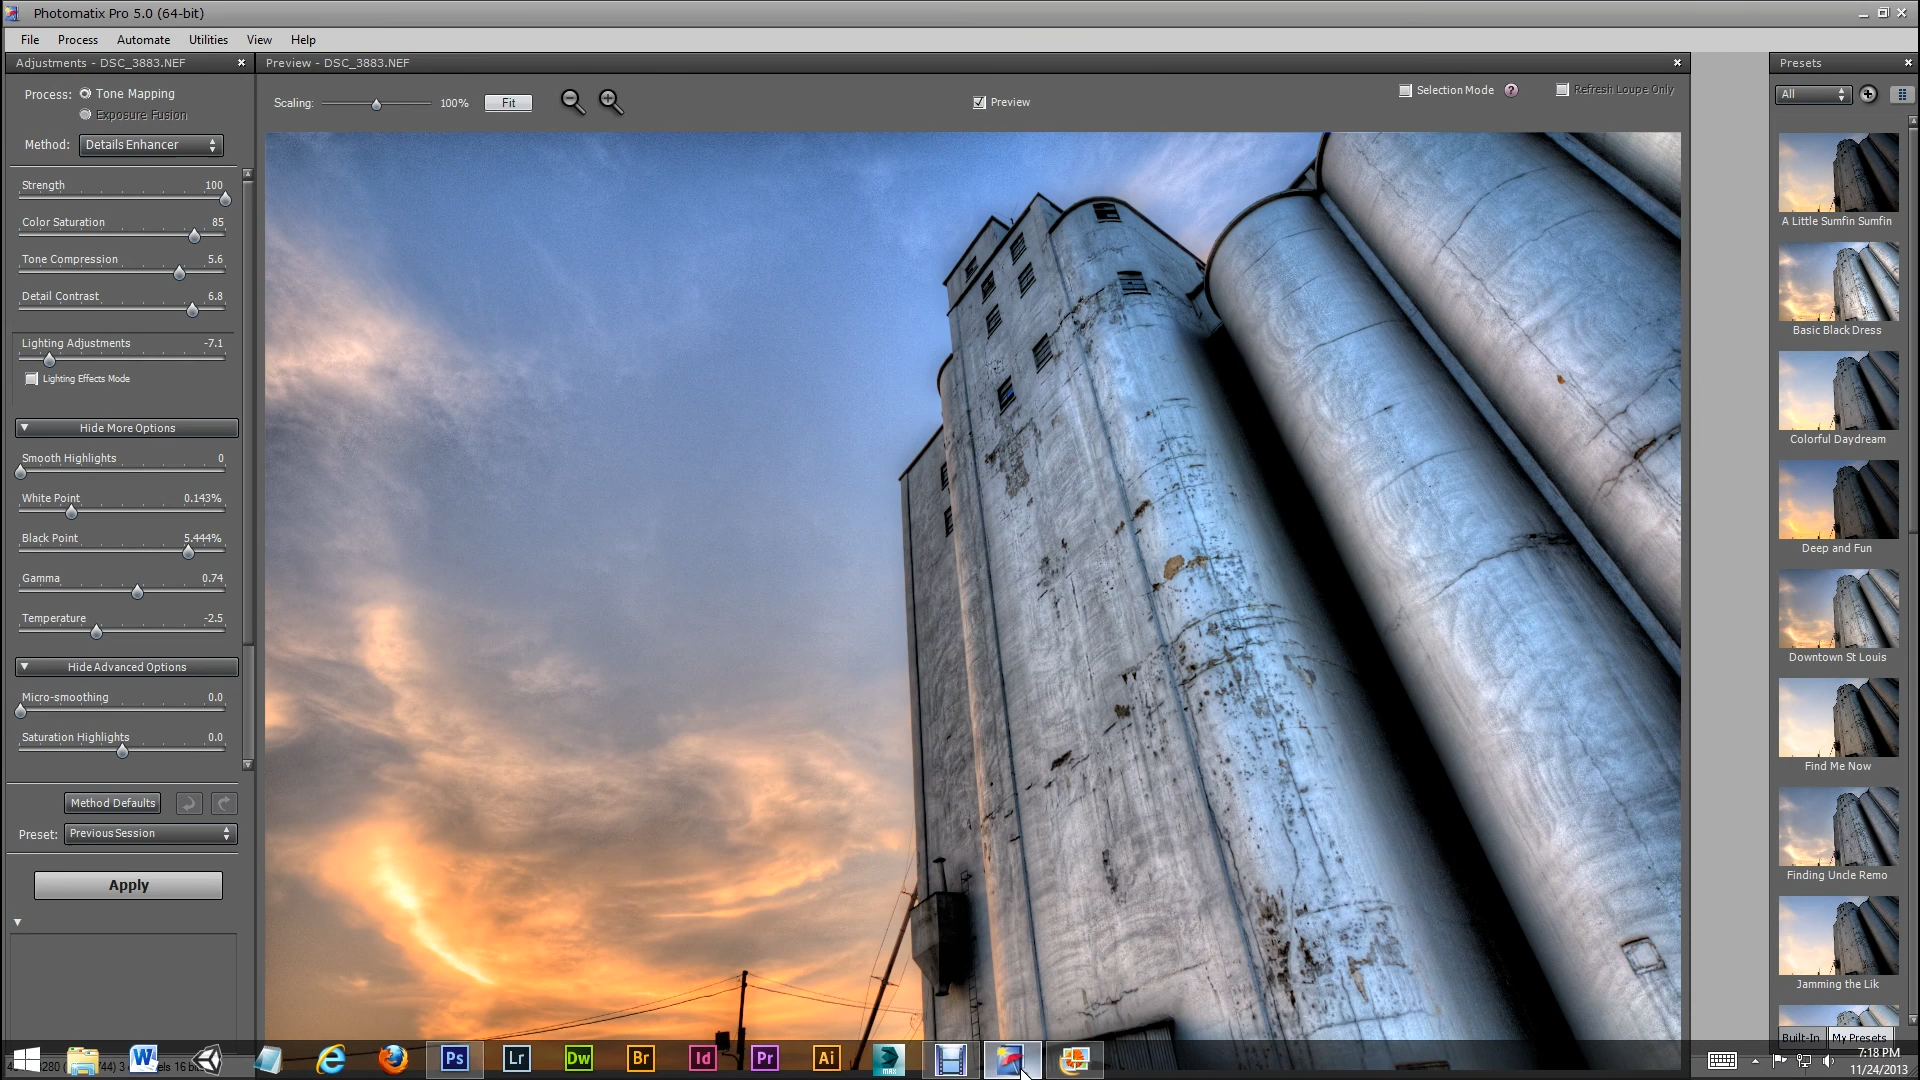 Photomatix Pro 5.0 (64-bit)
File Process Automate Utilities View Help
Adjustments - DSC_3883.NEF
Process: Tone Mapping
Exposure Fusion
Method: Details Enhancer
Strength 100
Color Saturation 85
Tone Compression 5.6
Detail Contrast 6.8
Lighting Adjustments -7.1
Lighting Effects Mode
Hide More Options
Smooth Highlights 0
White Point 0.143%
Black Point 5.444%
Gamma 0.74
Temperature -2.5
Hide Advanced Options
Micro-smoothing 0.0
Saturation Highlights 0.0
Method Defaults
Preset: Previous Session
Apply
Preview - DSC_3883.NEF
Scaling: 100% Fit
Preview
Selection Mode ?
Refresh Loupe Only
Presets
All
A Little Sumfin Sumfin
Basic Black Dress
Colorful Daydream
Deep and Fun
Downtown St Louis
Find Me Now
Finding Uncle Remo
Jamming the Lik
Built-In My Presets
Ps Lr Dw Br Id Pr Ai MAX
7:18 PM
11/24/2013